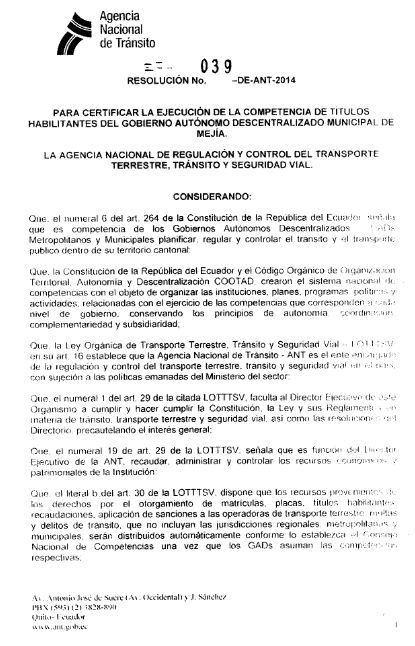 Agencia
Nacional
de Tránsito
039
RESOLUCIÓN No. -DE-ANT-2014
PARA CERTIFICAR LA EJECUCIÓN DE LA COMPETENCIA DE TÍTULOS
HABILITANTES DEL GOBIERNO AUTÓNOMO DESCENTRALIZADO MUNICIPAL DE
MEJÍA.
LA AGENCIA NACIONAL DE REGULACIÓN Y CONTROL DEL TRANSPORTE
TERRESTRE, TRÁNSITO Y SEGURIDAD VIAL.
CONSIDERANDO:
Que, el numeral 6 del art. 264 de la Constitución de la República del Ecuador señala
que es competencia de los Gobiernos Autónomos Descentralizados
Metropolitanos y Municipales planificar, regular y controlar el tránsito y el transporte
público dentro de su territorio cantonal;
Que, la Constitución de la República del Ecuador y el Código Orgánico de Organización
Territorial, Autonomía y Descentralización COOTAD, crearon el sistema nacional de
competencias con el objeto de organizar las instituciones, planes, programas, políticas y
actividades, relacionadas con el ejercicio de las competencias que corresponden a cada
nivel de gobierno, conservando los principios de autonomía, coordinación,
complementariedad y subsidiaridad;
Que, la Ley Orgánica de Transporte Terrestre, Tránsito y Seguridad Vial - LOTTTSV,
en su art. 16 establece que la Agencia Nacional de Tránsito - ANT es el ente encargado
de la regulación y control del transporte terrestre, tránsito y seguridad vial en el país,
con sujeción a las políticas emanadas del Ministerio del sector;
Que, el numeral 1 del art. 29 de la citada LOTTTSV, faculta al Director Ejecutivo de este
Organismo a cumplir y hacer cumplir la Constitución, la Ley y sus Reglamentos en
materia de tránsito, transporte terrestre y seguridad vial, así como las resoluciones del
Directorio, precautelando el interés general;
Que, el numeral 19 de art. 29 de la LOTTTSV, señala que es función del Director
Ejecutivo de la ANT, recaudar, administrar y controlar los recursos económicos y
patrimoniales de la Institución;
Que, el literal b del art. 30 de la LOTTTSV, dispone que los recursos provenientes de
los derechos por el otorgamiento de matrículas, placas, títulos habilitantes,
recaudaciones, aplicación de sanciones a las operadoras de transporte terrestre, multas
y delitos de tránsito, que no incluyan las jurisdicciones regionales, metropolitanas y
municipales, serán distribuidos automáticamente conforme lo establezca el Consejo
Nacional de Competencias una vez que los GADs asuman las competencias
respectivas;
Av. Antonio José de Sucre (Av. Occidental) y J. Sánchez
PBX (593) (2) 3828-890
Quito- Ecuador
www.ant.gob.ec
1